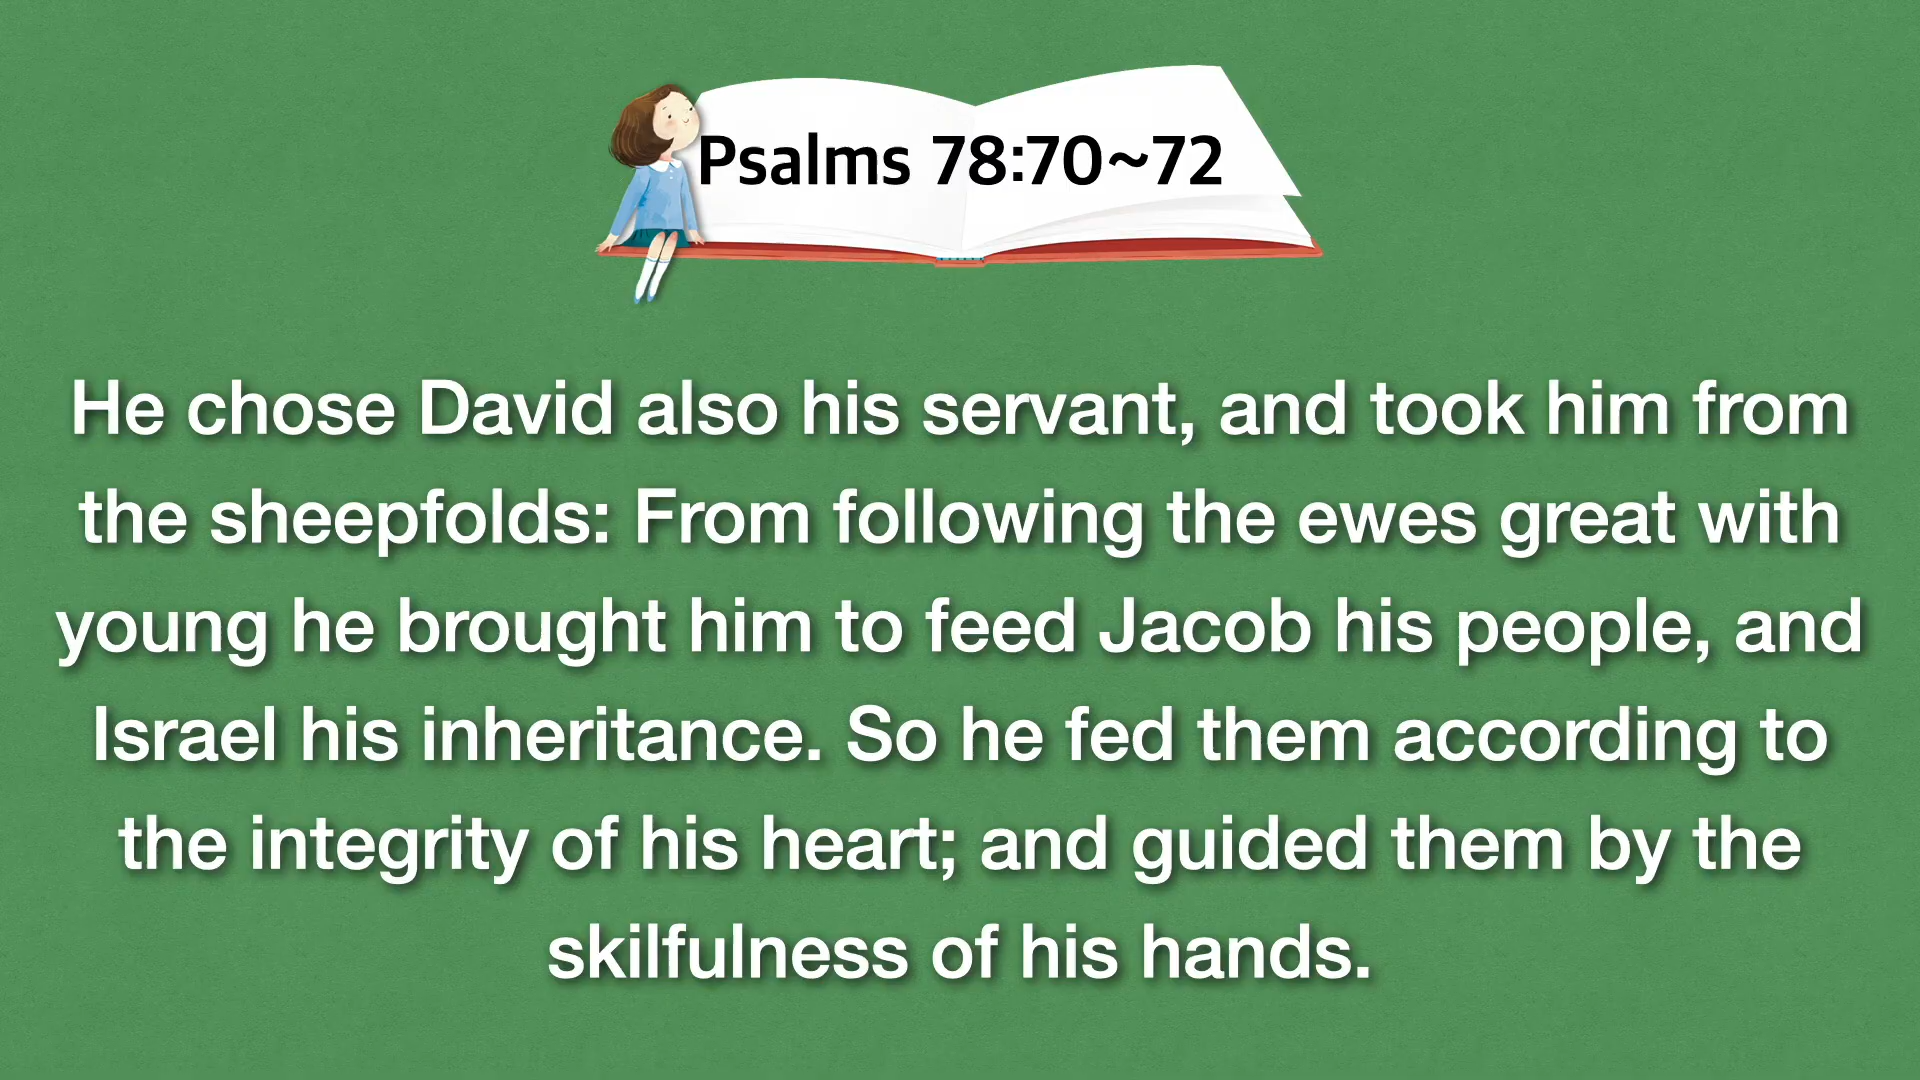 Psalms 78:70~72
He chose David also his servant, and took him from
the sheepfolds: From following the ewes great with
young he brought him to feed Jacob his people, and
Israel his inheritance. So he fed them according to
the integrity of his heart; and guided them by the
skilfulness of his hands.